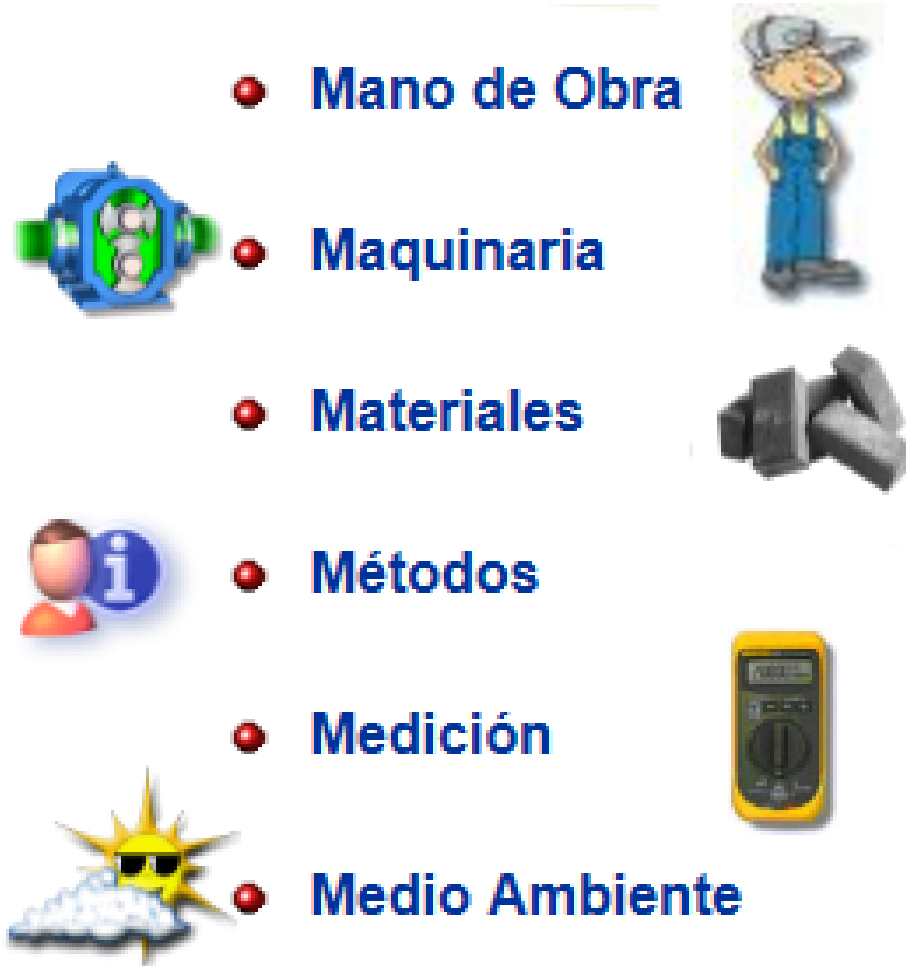 Mano de Obra
Maquinaria
Materiales
Métodos
i
Medición
Medio Ambiente